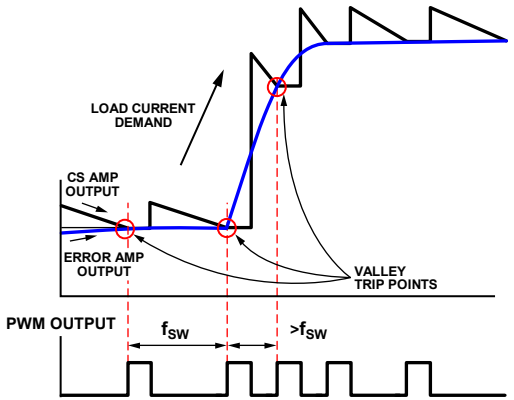 LOAD CURRENT
DEMAND
CS AMP
OUTPUT
ERROR AMP
OUTPUT
VALLEY
TRIP POINTS
PWM OUTPUT
fSW
>fSW